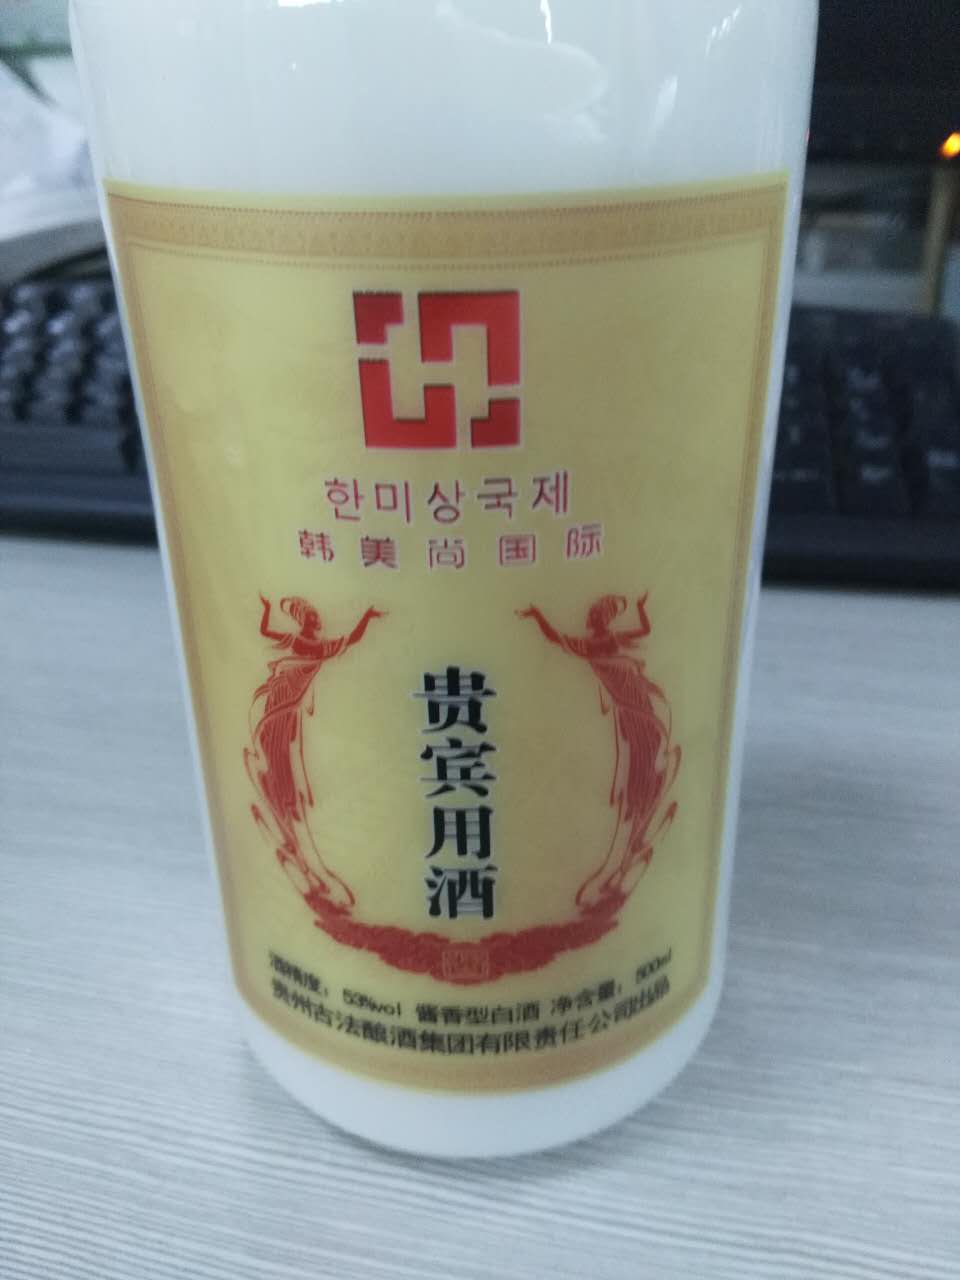 한미상국제
韩美尚国际
贵宾用酒
酱
酒精度：53%vol 酱香型白酒 净含量：500ml
贵州古法酿酒集团有限责任公司出品